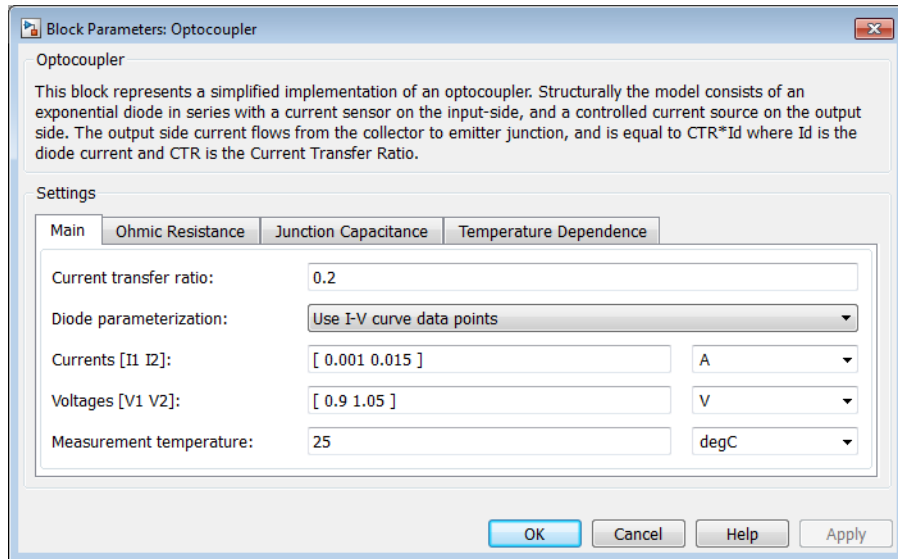 Block Parameters: Optocoupler
Optocoupler
This block represents a simplified implementation of an optocoupler. Structurally the model consists of an
exponential diode in series with a current sensor on the input-side, and a controlled current source on the output
side. The output side current flows from the collector to emitter junction, and is equal to CTR*Id where Id is the
diode current and CTR is the Current Transfer Ratio.
Settings
Main Ohmic Resistance Junction Capacitance Temperature Dependence
Current transfer ratio: 0.2
Diode parameterization: Use I-V curve data points
Currents [I1 I2]: [ 0.001 0.015 ] A
Voltages [V1 V2]: [ 0.9 1.05 ] V
Measurement temperature: 25 degC
OK Cancel Help Apply